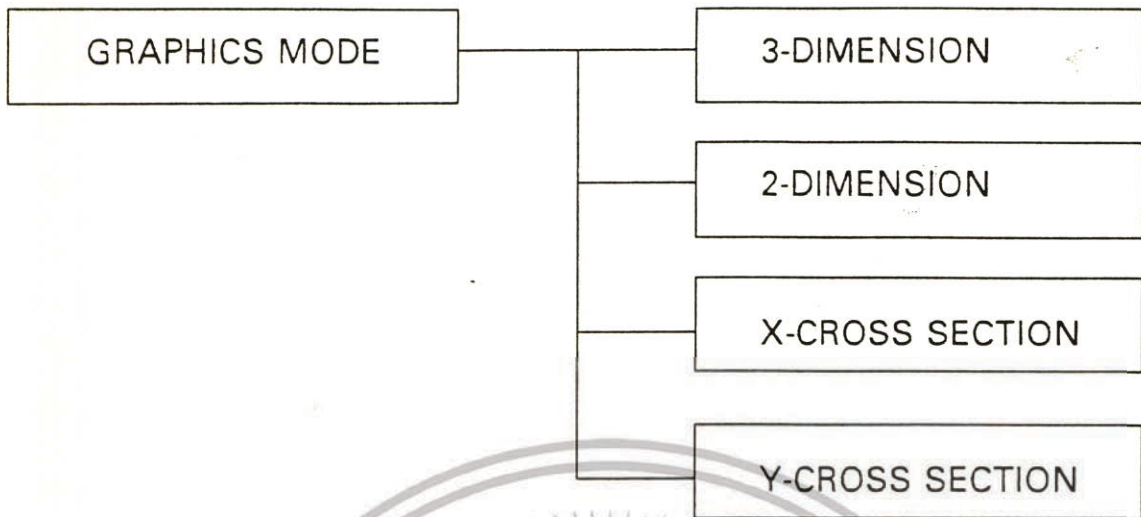 GRAPHICS MODE
3-DIMENSION
2-DIMENSION
X-CROSS SECTION
Y-CROSS SECTION